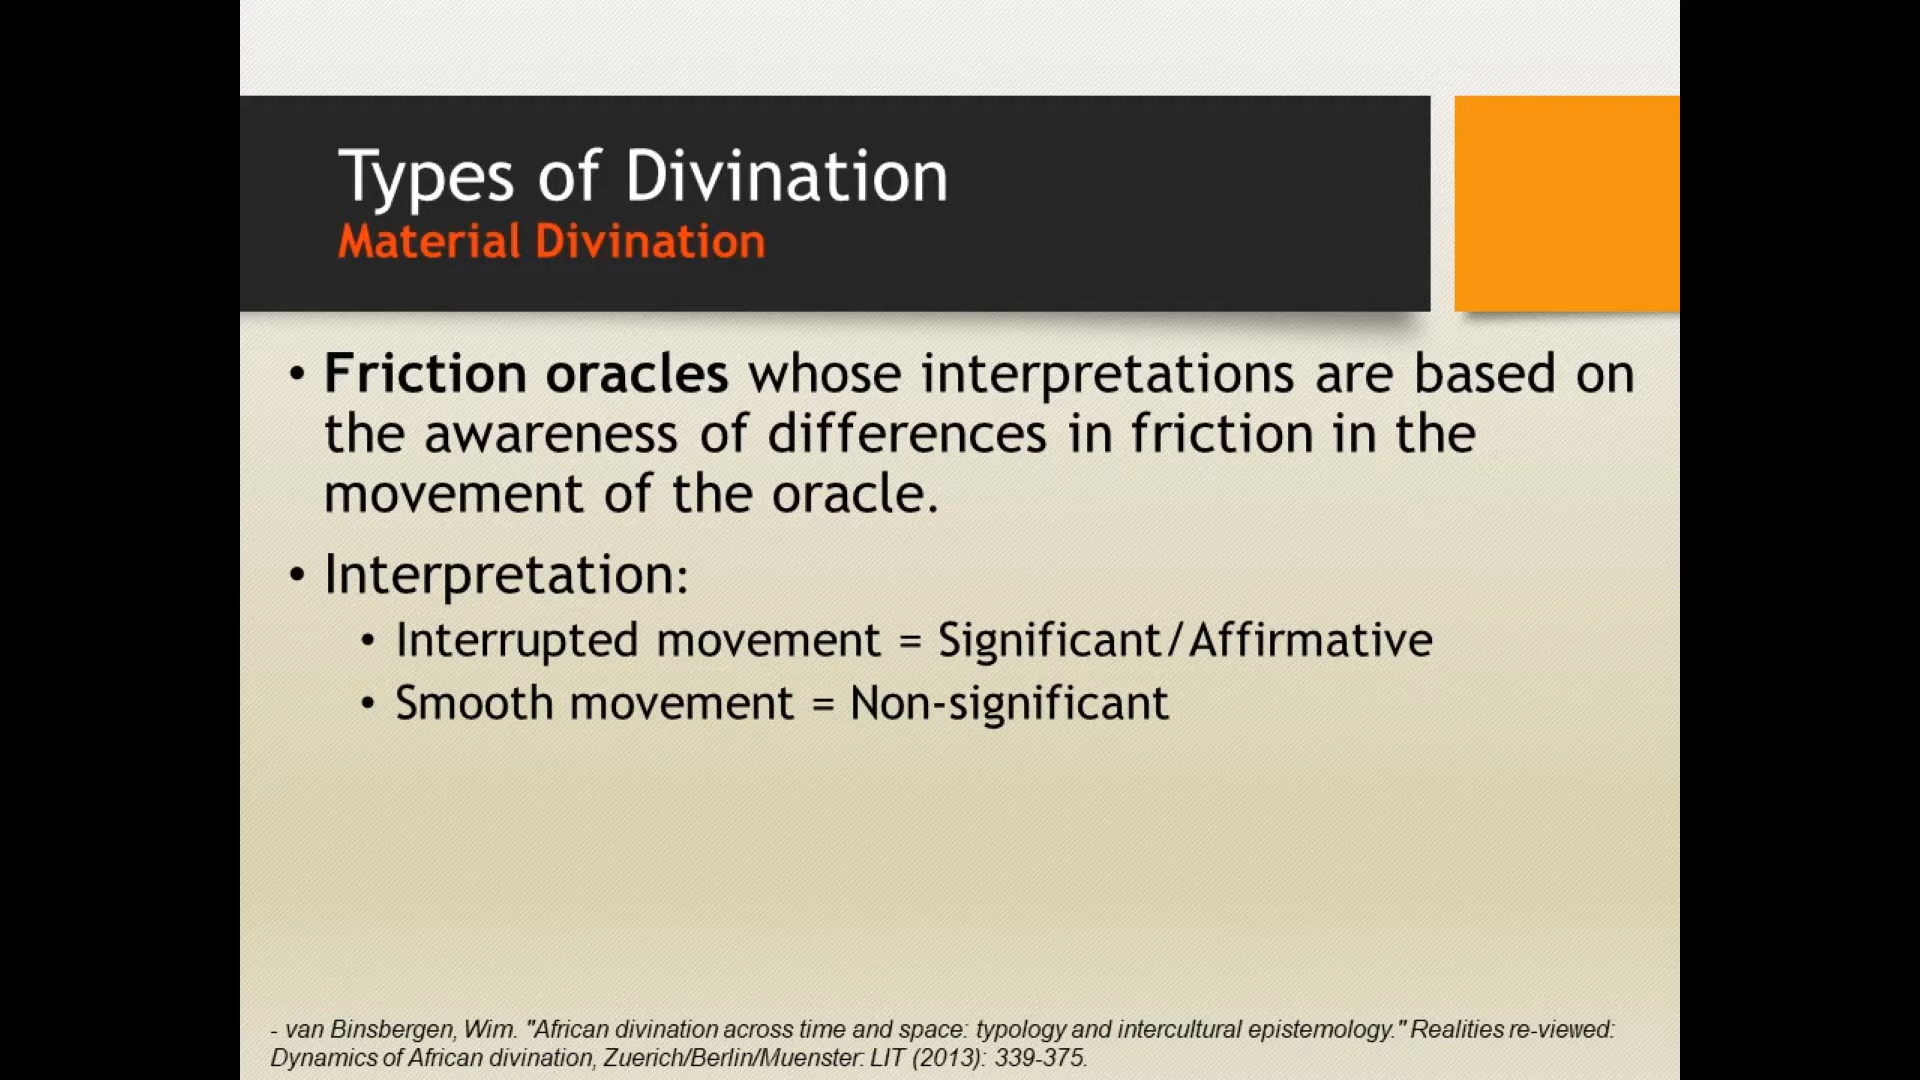 Types of Divination
Material Divination
• Friction oracles whose interpretations are based on
the awareness of differences in friction in the
movement of the oracle.
• Interpretation:
• Interrupted movement = Significant/Affirmative
• Smooth movement = Non-significant
- van Binsbergen, Wim. "African divination across time and space: typology and intercultural epistemology." Realities re-viewed:
Dynamics of African divination, Zuerich/Berlin/Muenster: LIT (2013): 339-375.